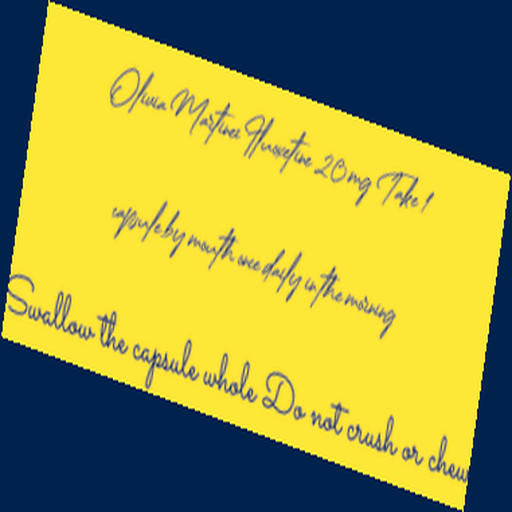 Olivia Martinez Fluoxetine 20mg Take 1
capsule by mouth once daily in the morning
Swallow the capsule whole Do not crush or chew